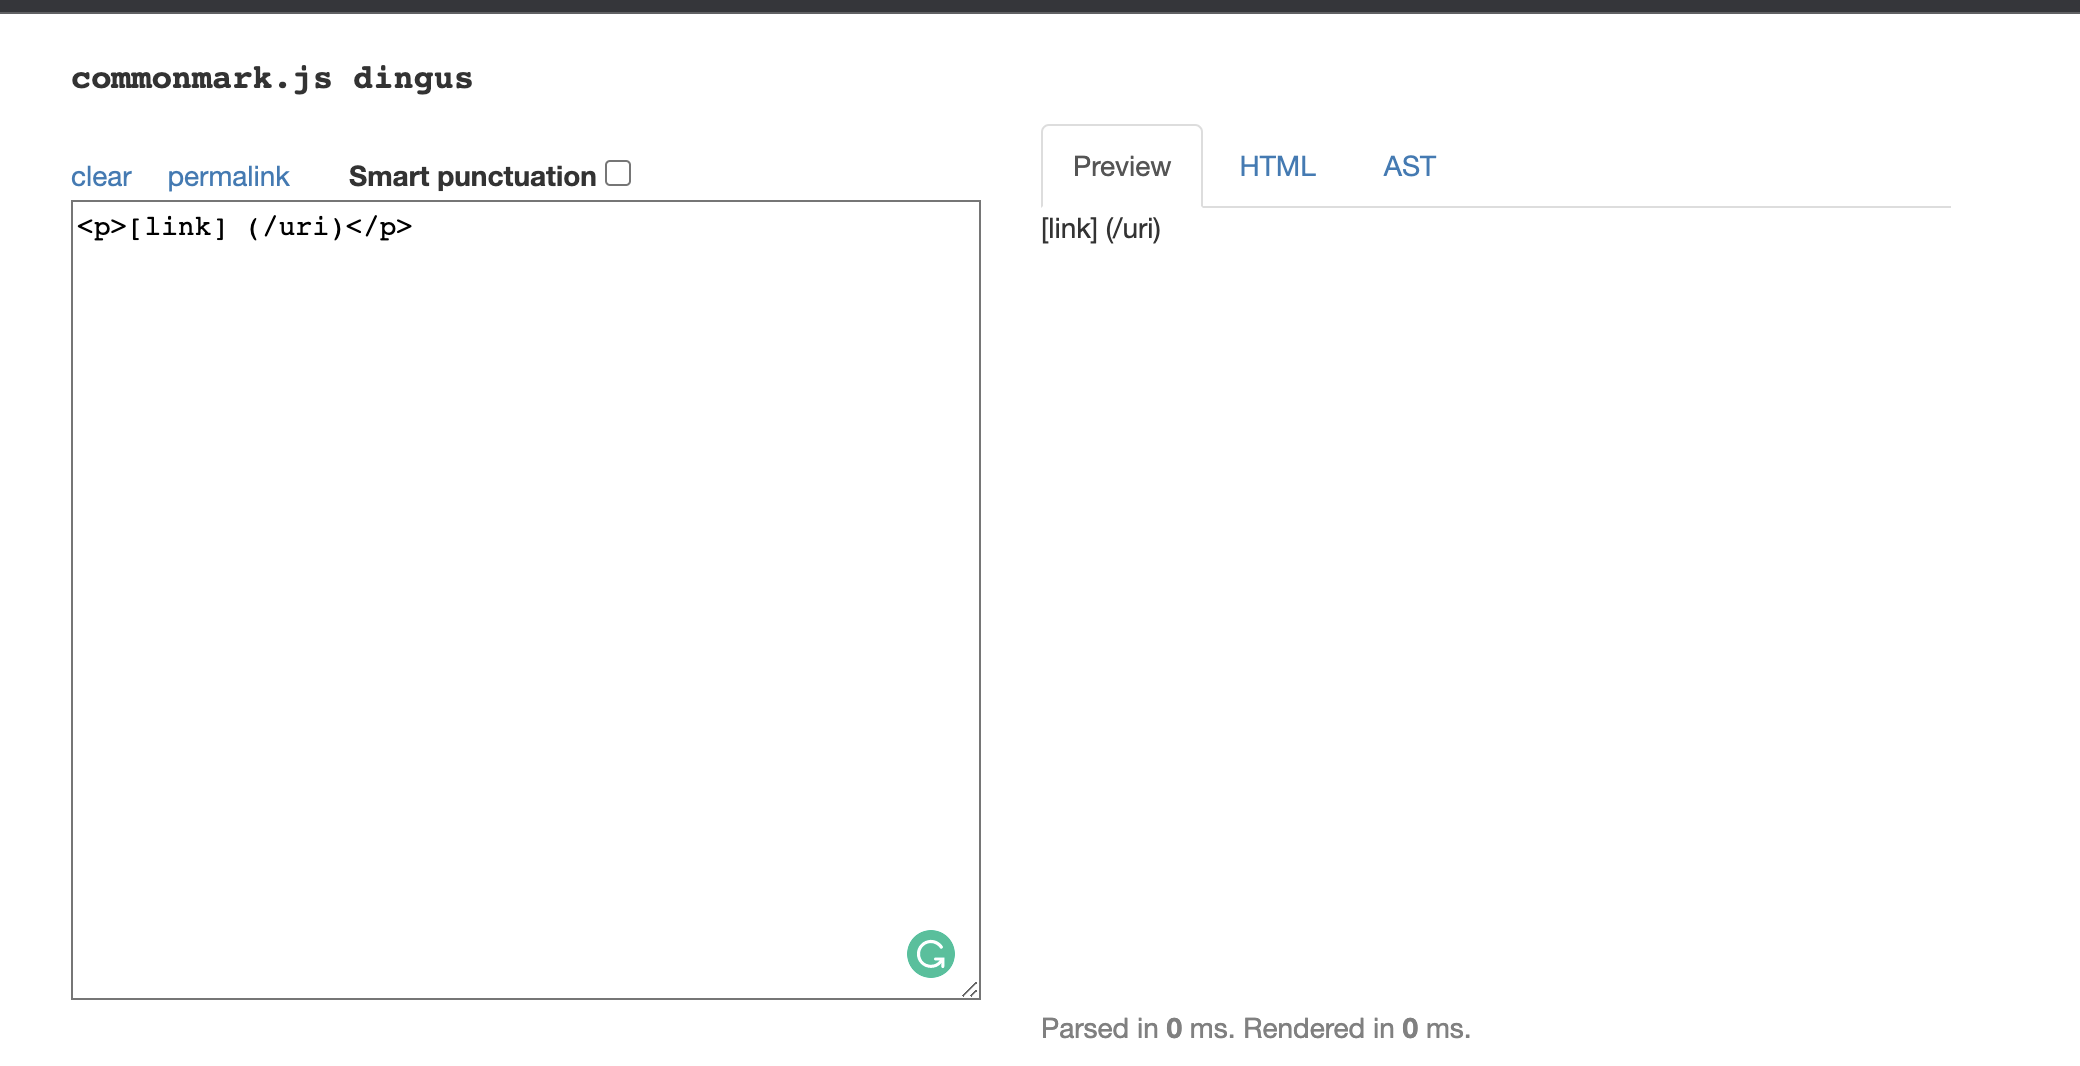 commonmark.js dingus
clear permalink Smart punctuation
Preview HTML AST
<p>[link] (/uri)</p>
[link] (/uri)
Parsed in 0 ms. Rendered in 0 ms.